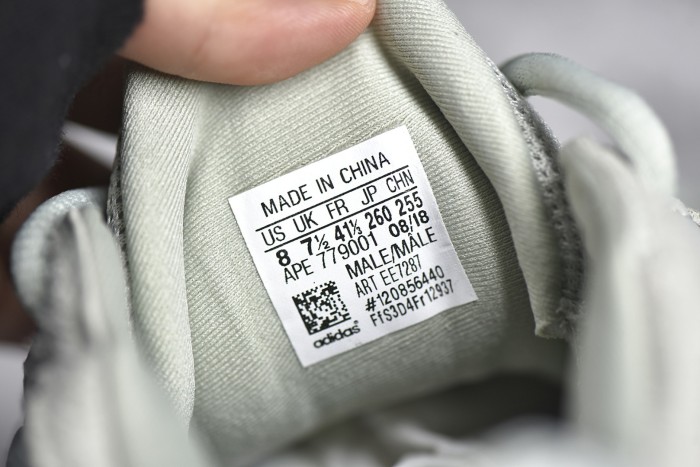 MADE IN CHINA
US UK FR JP CHN
8 7½ 41⅓ 260 255
APE 779001 08/18
MALE/MÂLE
ART EE7287
#120856440
FfS3D4Fr12937
adidas®